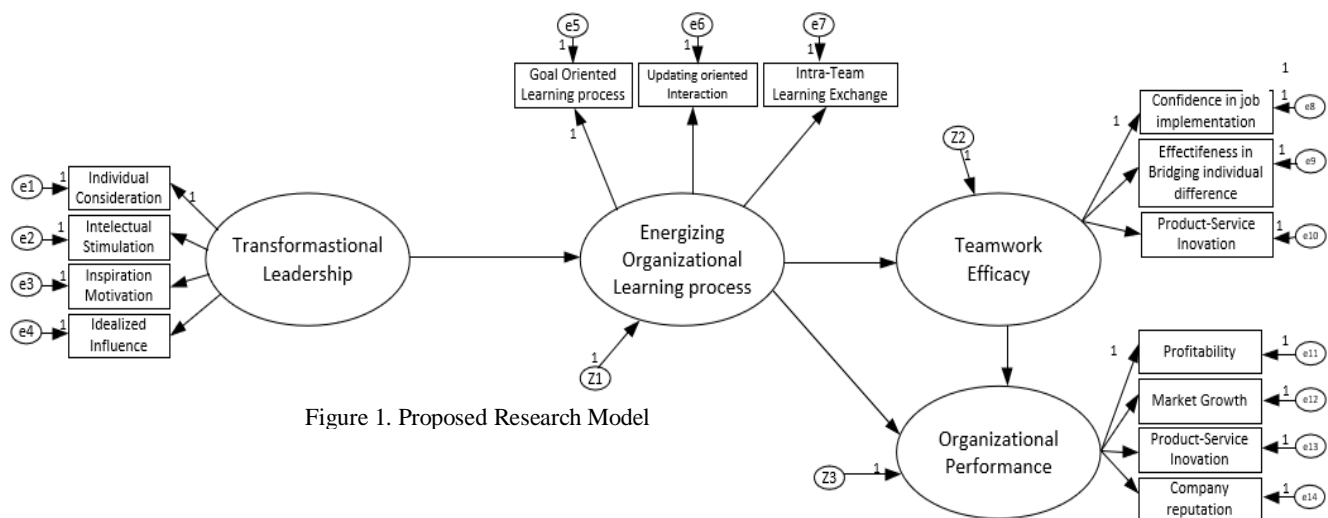 e1
1
Individual
Consideration
1
e2
1
Intelectual
Stimulation
e3
1
Inspiration
Motivation
e4
1
Idealized
Influence
Transformastional
Leadership
e5
1
Goal Oriented
Learning process
1
e6
1
Updating oriented
Interaction
e7
1
Intra-Team
Learning Exchange
Energizing
Organizational
Learning process
1
Z1
Z2
1
Teamwork
Efficacy
1
1
Confidence in job
implementation
1
e8
Effectifeness in
Bridging individual
difference
1
e9
Product-Service
Inovation
1
e10
Z3
1
Organizational
Performance
1
Profitability
1
e11
Market Growth
1
e12
Product-Service
Inovation
1
e13
Company
reputation
1
e14
Figure 1. Proposed Research Model